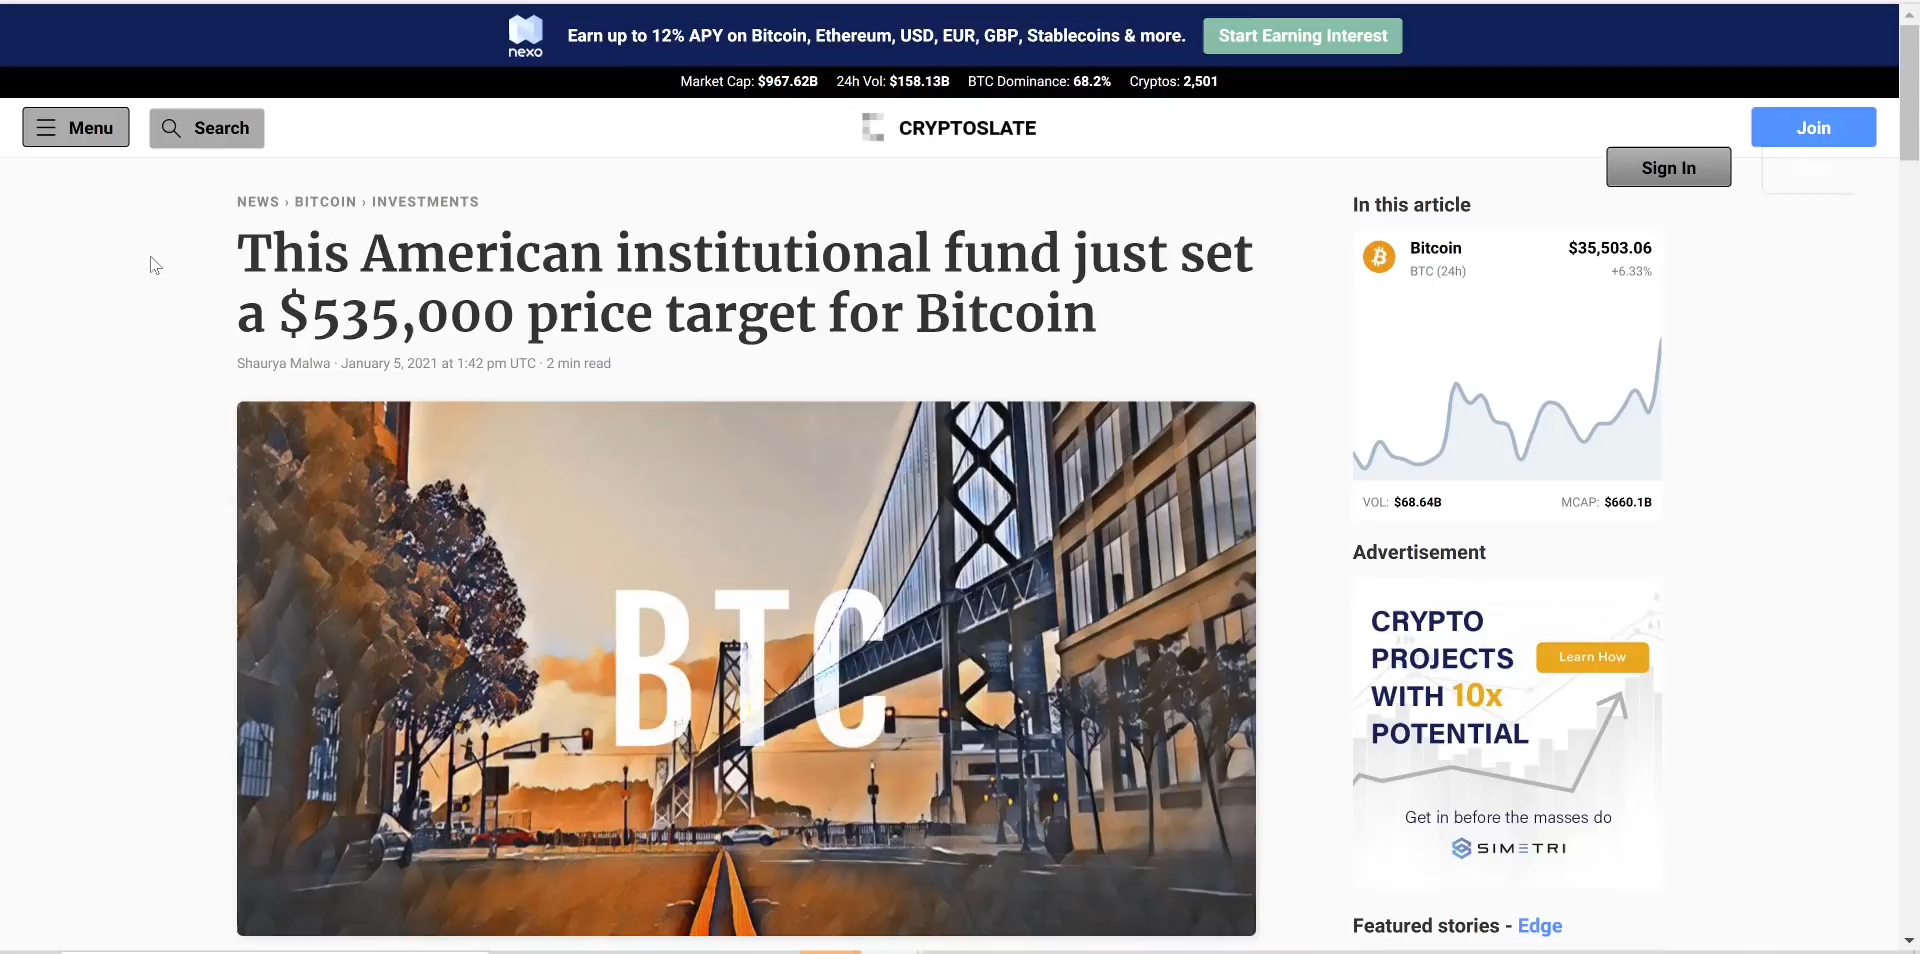 nexo
Earn up to 12% APY on Bitcoin, Ethereum, USD, EUR, GBP, Stablecoins & more.
Start Earning Interest
Market Cap: $967.62B 24h Vol: $158.13B BTC Dominance: 68.2% Cryptos: 2,501
Menu
Search
CRYPTOSLATE
Join
Sign In
NEWS › BITCOIN › INVESTMENTS
This American institutional fund just set
a $535,000 price target for Bitcoin
Shaurya Malwa · January 5, 2021 at 1:42 pm UTC · 2 min read
BTC
In this article
Bitcoin $35,503.06
BTC (24h) +6.33%
VOL: $68.64B MCAP: $660.1B
Advertisement
CRYPTO
PROJECTS
WITH 10x
POTENTIAL
Learn How
Get in before the masses do
SIMETRI
Featured stories - Edge